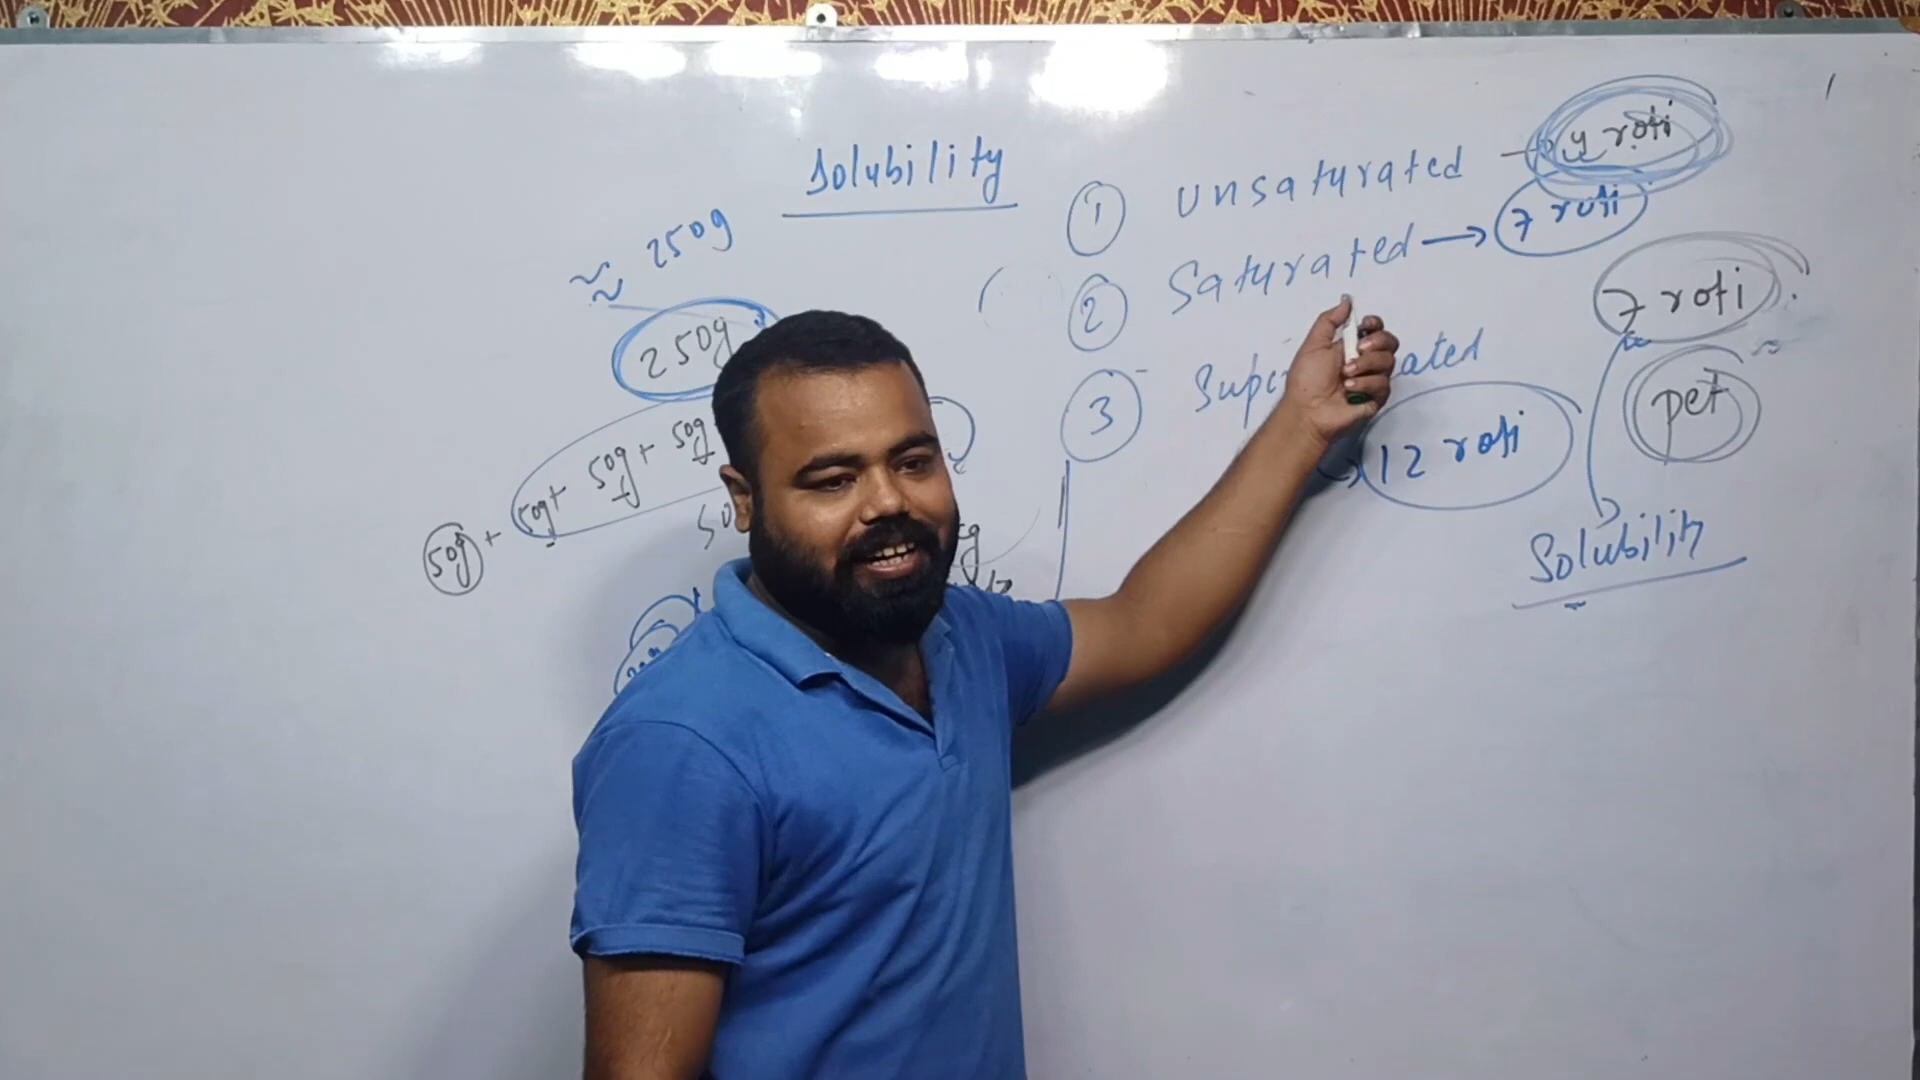 Solubility
≈ 250g
250g
50g + 50g + 50g + 50g
① Unsaturated → 4 roti
② Saturated → 7 roti
③
→ 12 roti
7 roti
pet
Solubility